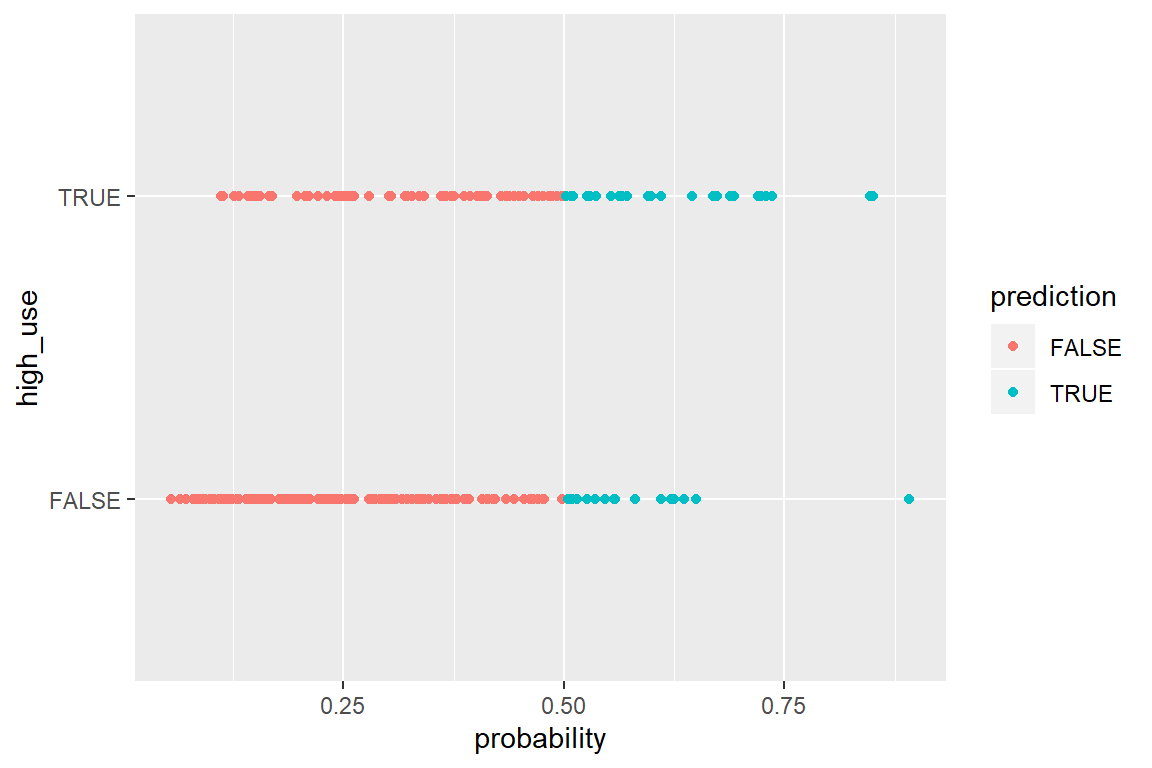 high_use
TRUE
FALSE
0.25
0.50
0.75
probability
prediction
FALSE
TRUE